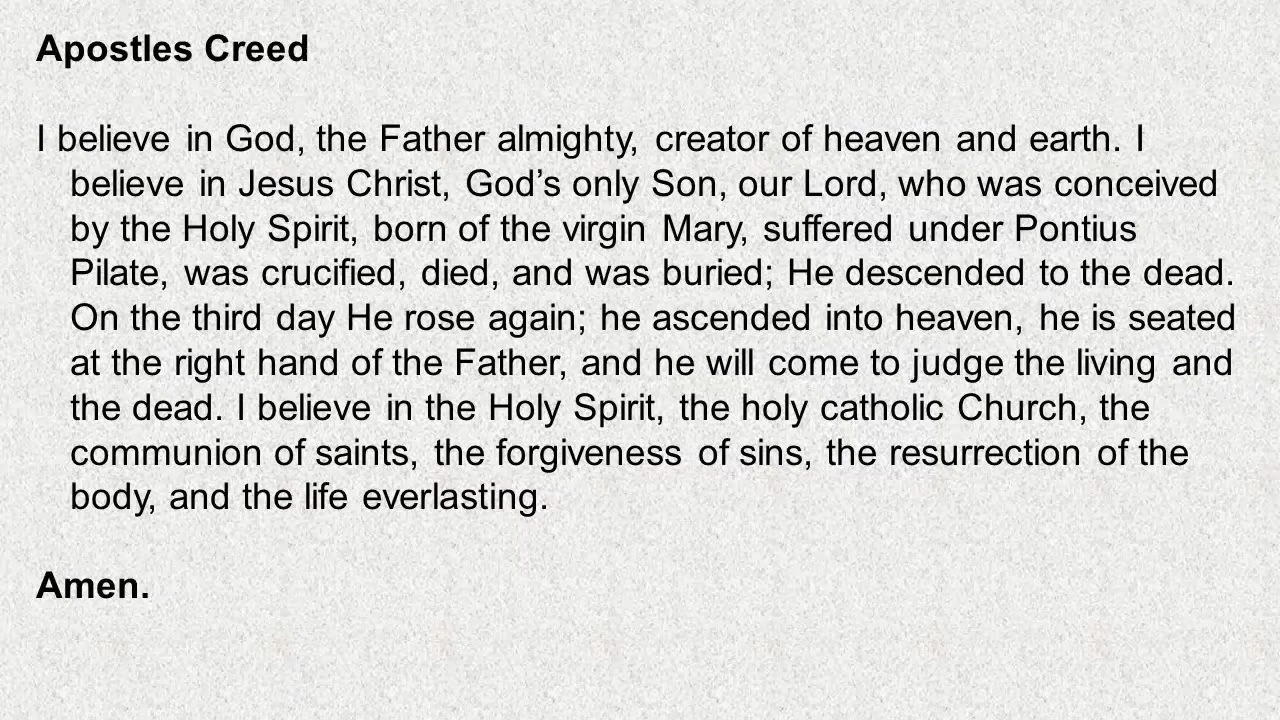 Apostles Creed
I believe in God, the Father almighty, creator of heaven and earth. I
believe in Jesus Christ, God’s only Son, our Lord, who was conceived
by the Holy Spirit, born of the virgin Mary, suffered under Pontius
Pilate, was crucified, died, and was buried; He descended to the dead.
On the third day He rose again; he ascended into heaven, he is seated
at the right hand of the Father, and he will come to judge the living and
the dead. I believe in the Holy Spirit, the holy catholic Church, the
communion of saints, the forgiveness of sins, the resurrection of the
body, and the life everlasting.
Amen.